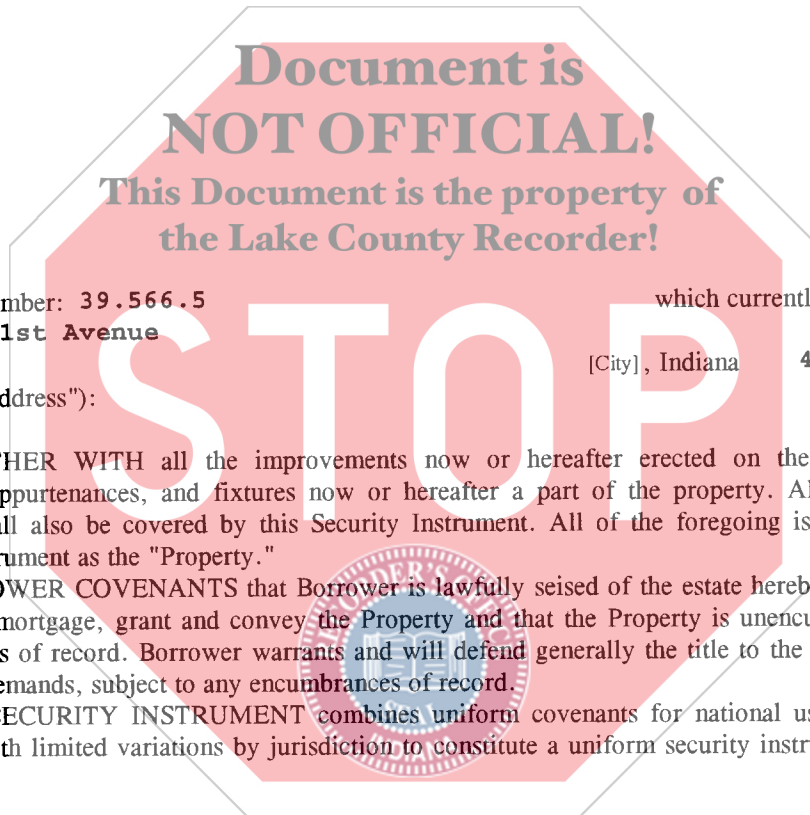 Document is
NOT OFFICIAL!
This Document is the property of
the Lake County Recorder!
STOP
mber: 39.566.5 which currentl
1st Avenue
[City], Indiana 4
ddress"):
HER WITH all the improvements now or hereafter erected on the
ppurtenances, and fixtures now or hereafter a part of the property. Al
ll also be covered by this Security Instrument. All of the foregoing is
rument as the "Property."
OWER COVENANTS that Borrower is lawfully seised of the estate hereb
mortgage, grant and convey the Property and that the Property is unencu
s of record. Borrower warrants and will defend generally the title to the
emands, subject to any encumbrances of record.
ECURITY INSTRUMENT combines uniform covenants for national us
th limited variations by jurisdiction to constitute a uniform security instr
SEAL
INDIANA